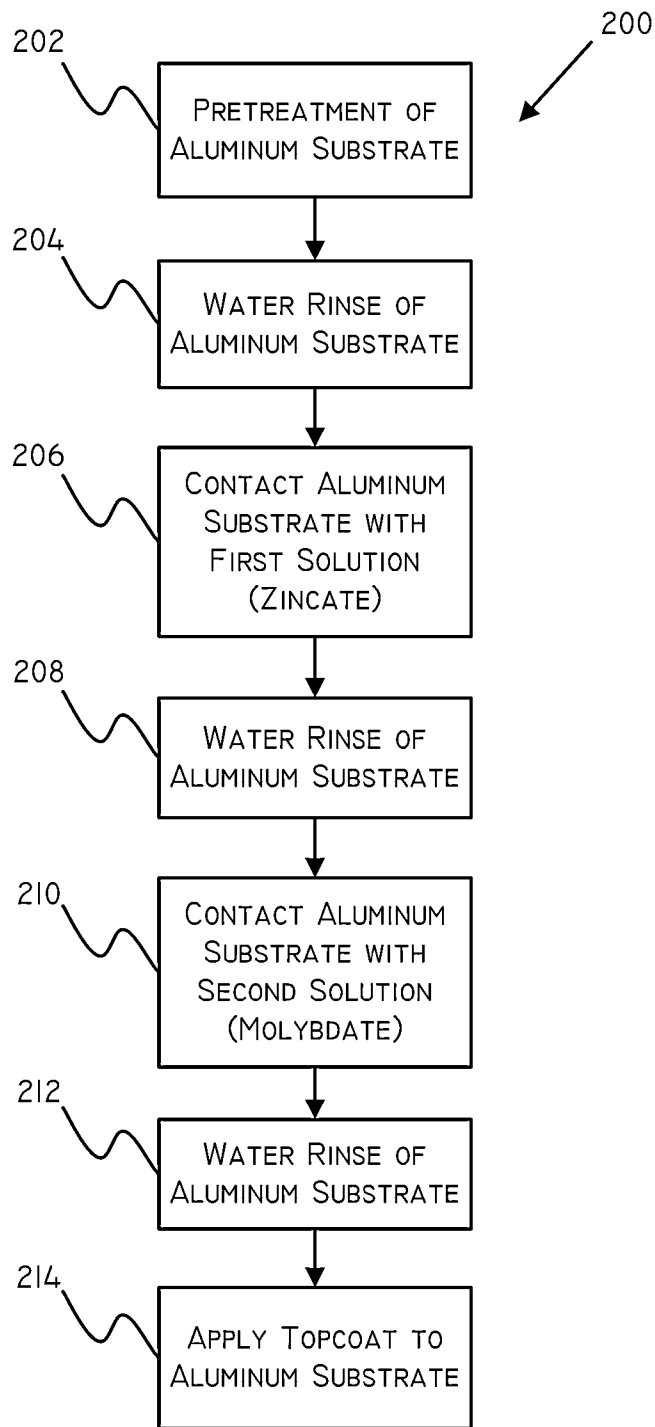 200
202
PRETREATMENT OF
ALUMINUM SUBSTRATE
204
WATER RINSE OF
ALUMINUM SUBSTRATE
206
CONTACT ALUMINUM
SUBSTRATE WITH
FIRST SOLUTION
(ZINCATE)
208
WATER RINSE OF
ALUMINUM SUBSTRATE
210
CONTACT ALUMINUM
SUBSTRATE WITH
SECOND SOLUTION
(MOLYBDATE)
212
WATER RINSE OF
ALUMINUM SUBSTRATE
214
APPLY TOPCOAT TO
ALUMINUM SUBSTRATE